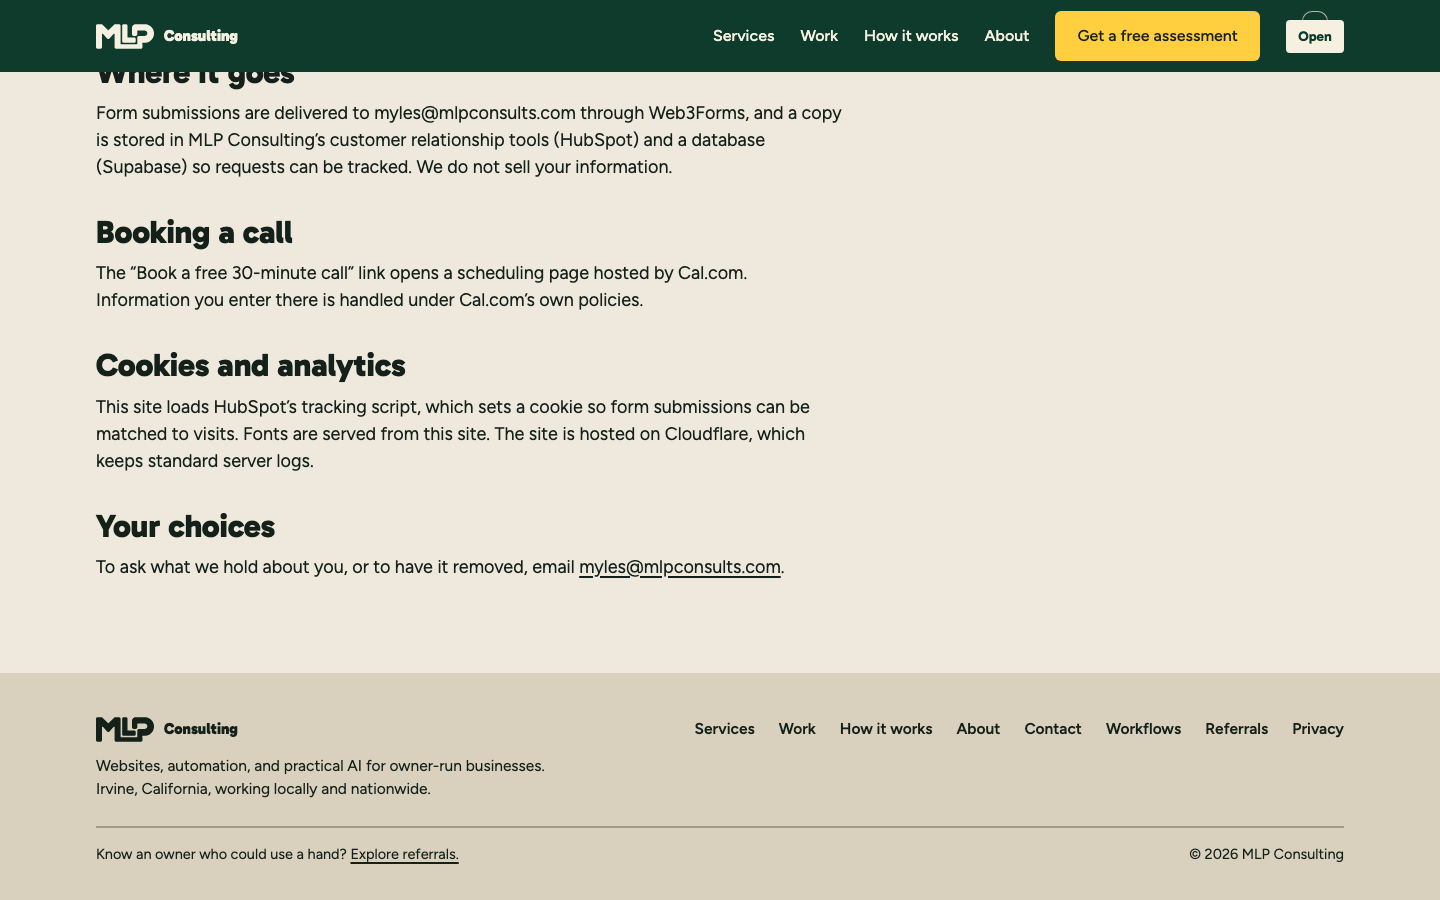 MLP Consulting
Services Work How it works About Get a free assessment Open
Where it goes
Form submissions are delivered to myles@mlpconsults.com through Web3Forms, and a copy
is stored in MLP Consulting’s customer relationship tools (HubSpot) and a database
(Supabase) so requests can be tracked. We do not sell your information.
Booking a call
The “Book a free 30-minute call” link opens a scheduling page hosted by Cal.com.
Information you enter there is handled under Cal.com’s own policies.
Cookies and analytics
This site loads HubSpot’s tracking script, which sets a cookie so form submissions can be
matched to visits. Fonts are served from this site. The site is hosted on Cloudflare, which
keeps standard server logs.
Your choices
To ask what we hold about you, or to have it removed, email myles@mlpconsults.com.
MLP Consulting
Services Work How it works About Contact Workflows Referrals Privacy
Websites, automation, and practical AI for owner-run businesses.
Irvine, California, working locally and nationwide.
Know an owner who could use a hand? Explore referrals.
© 2026 MLP Consulting